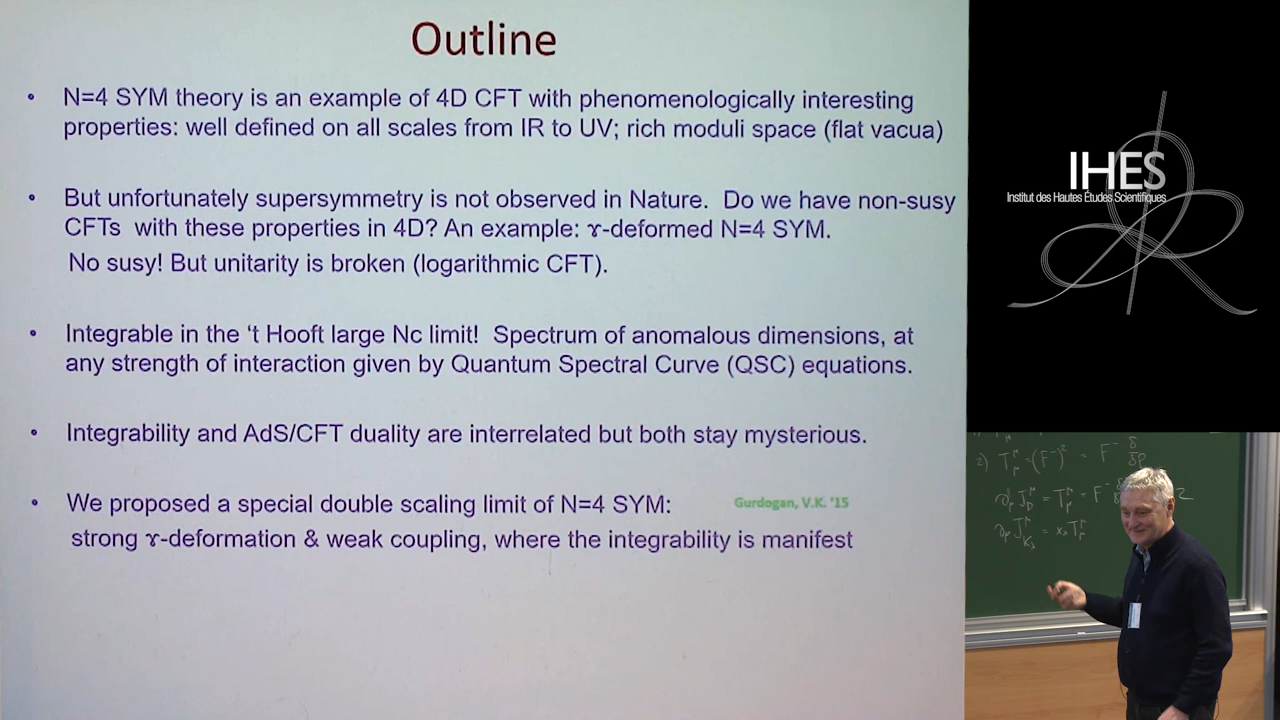 Outline
• N=4 SYM theory is an example of 4D CFT with phenomenologically interesting
properties: well defined on all scales from IR to UV; rich moduli space (flat vacua)
• But unfortunately supersymmetry is not observed in Nature. Do we have non-susy
CFTs with these properties in 4D? An example: ɤ-deformed N=4 SYM.
No susy! But unitarity is broken (logarithmic CFT).
• Integrable in the ‘t Hooft large Nc limit! Spectrum of anomalous dimensions, at
any strength of interaction given by Quantum Spectral Curve (QSC) equations.
• Integrability and AdS/CFT duality are interrelated but both stay mysterious.
• We proposed a special double scaling limit of N=4 SYM: Gurdogan, V.K. '15
strong ɤ-deformation & weak coupling, where the integrability is manifest
IHES
Institut des Hautes Études Scientifiques